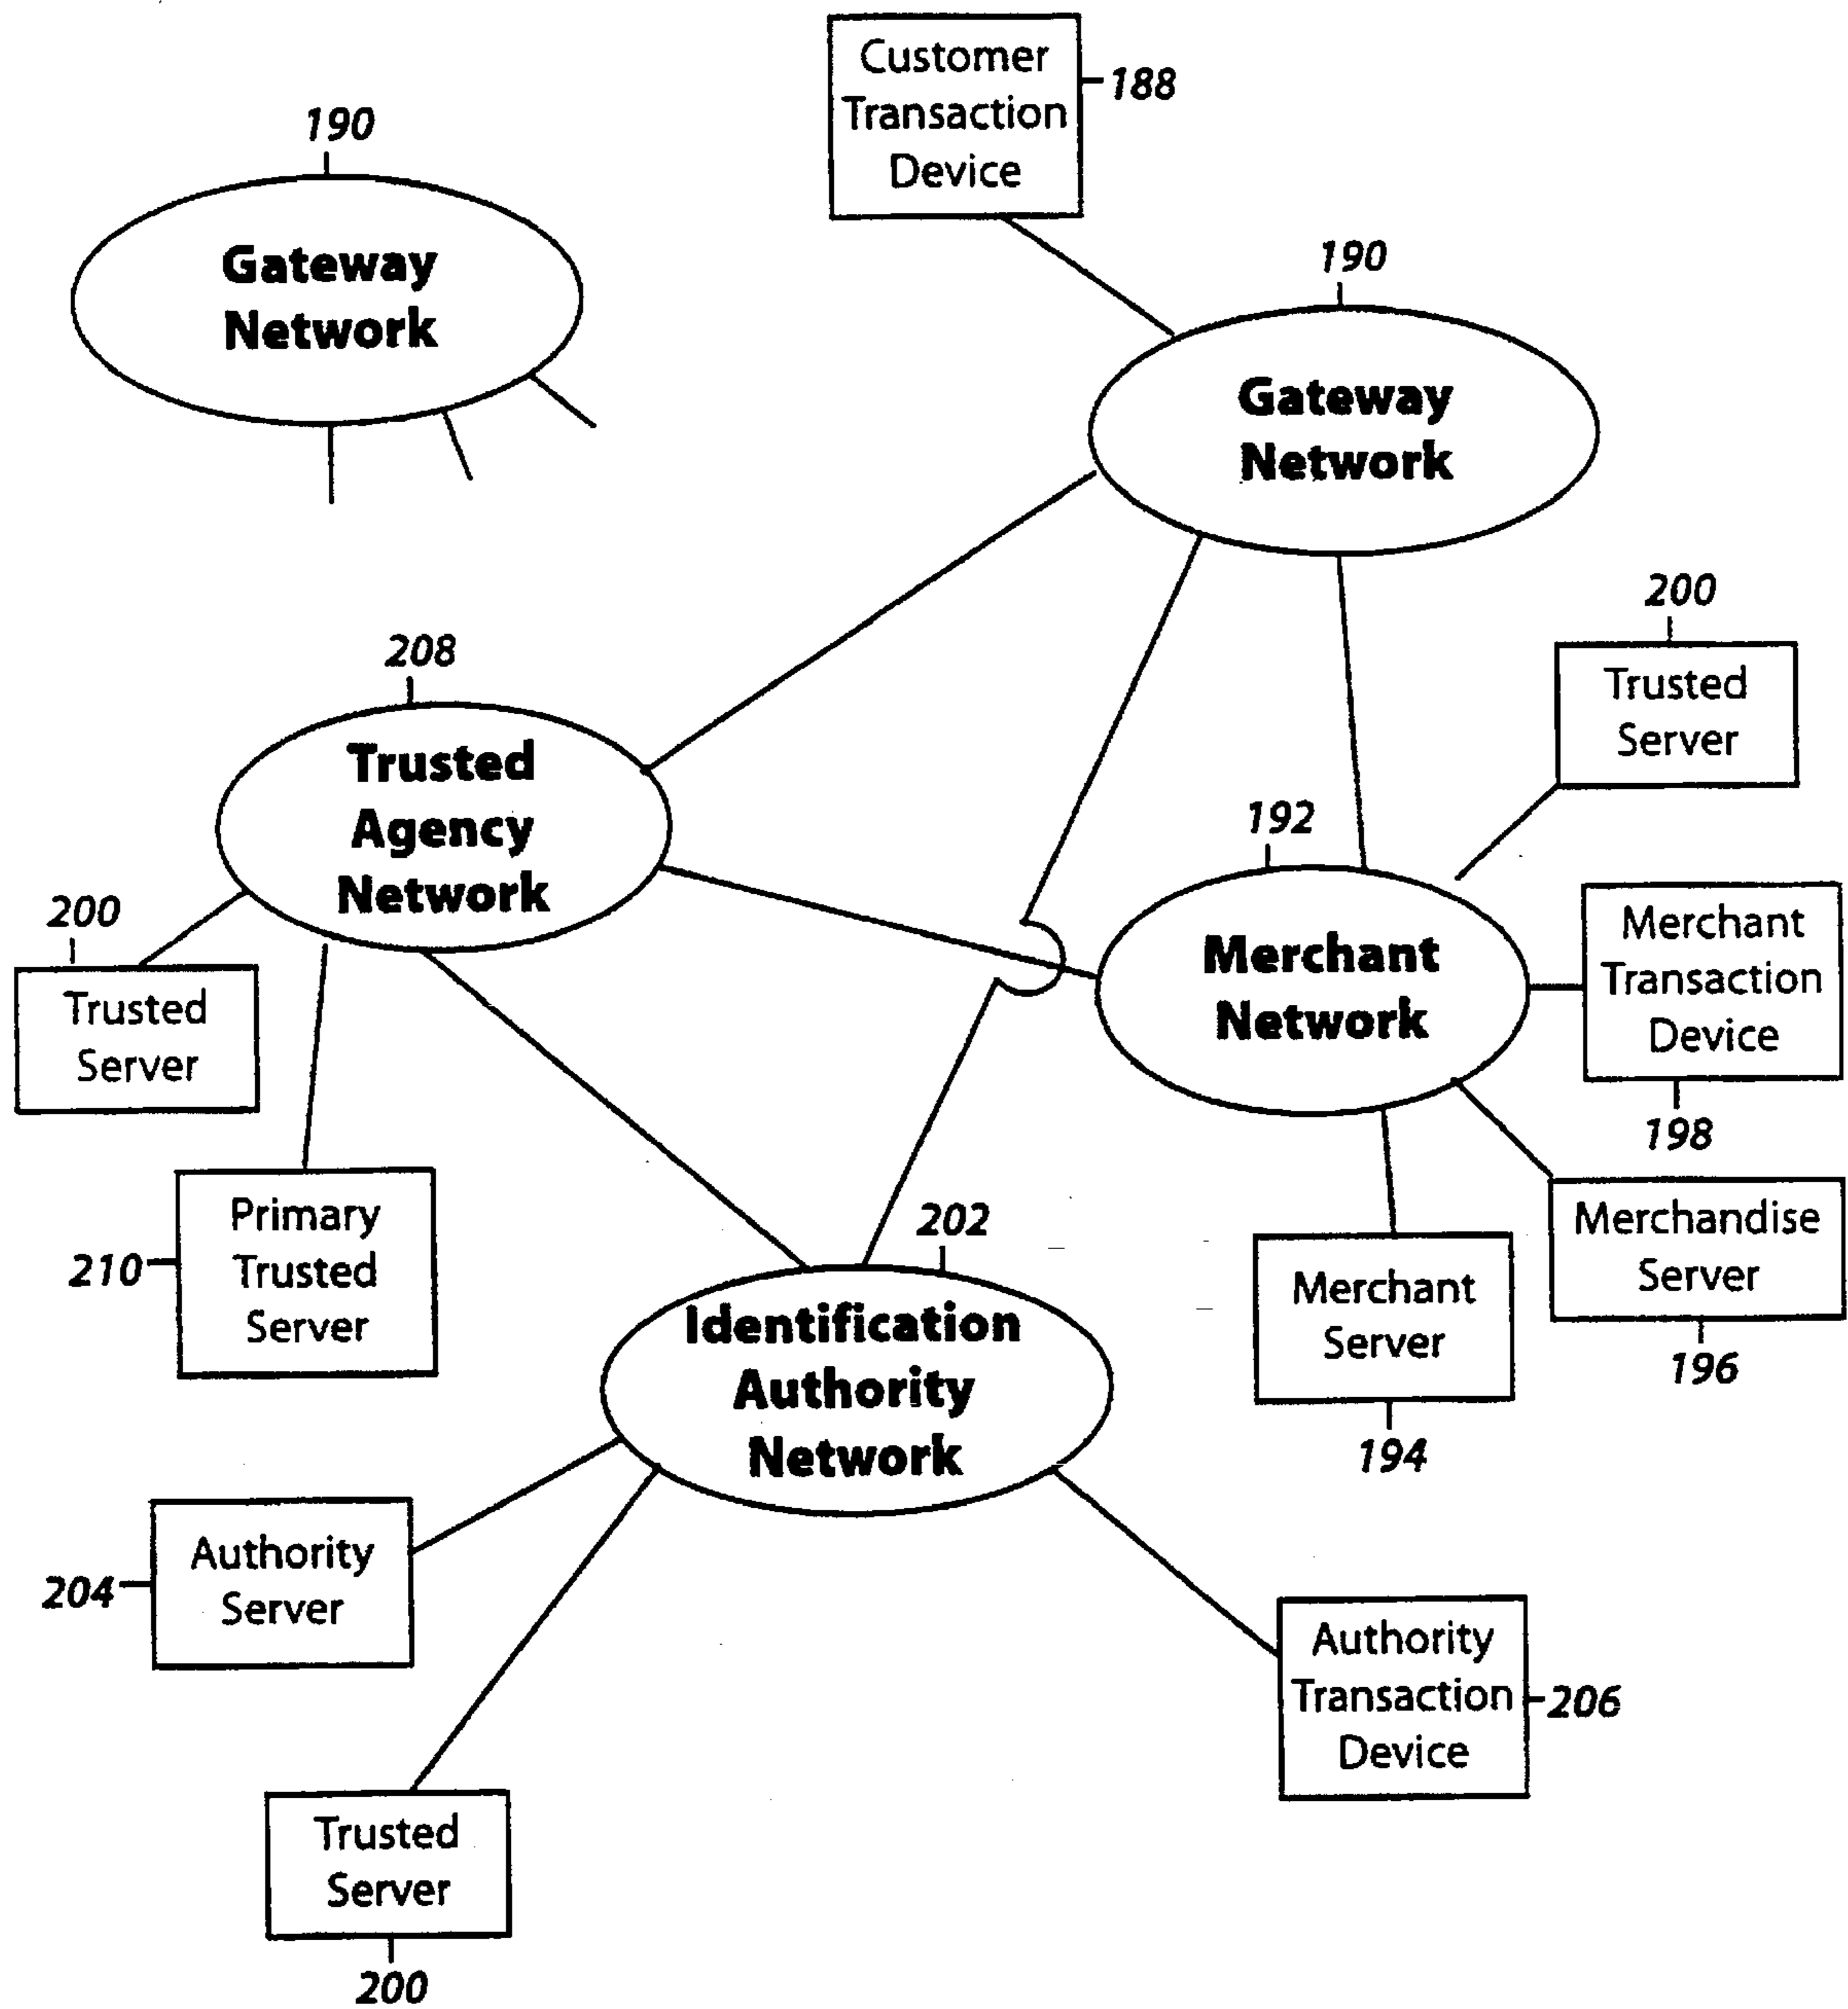 Customer
Transaction
Device
188
190
Gateway
Network
190
Gateway
Network
200
Trusted
Server
208
Trusted
Agency
Network
192
Merchant
Network
Merchant
Transaction
Device
198
200
Trusted
Server
210
Primary
Trusted
Server
202
Identification
Authority
Network
Merchant
Server
194
Merchandise
Server
196
204
Authority
Server
Authority
Transaction
Device
206
Trusted
Server
200